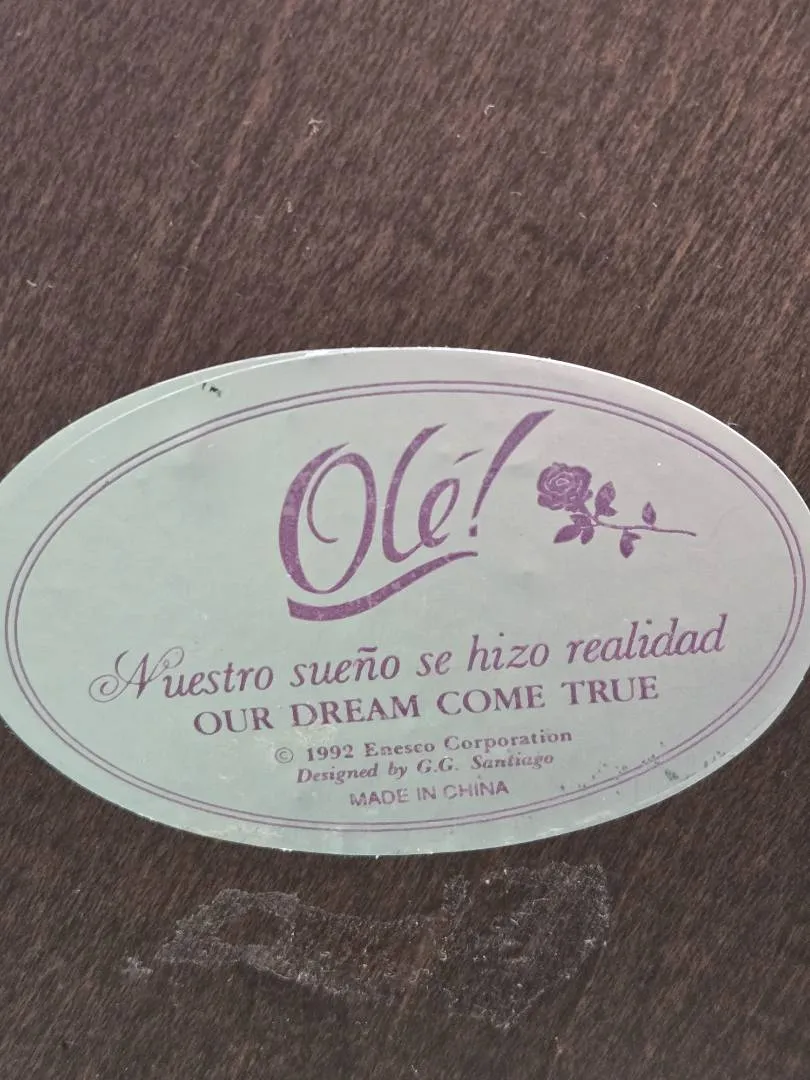 Olé!
Nuestro sueño se hizo realidad
OUR DREAM COME TRUE
© 1992 Enesco Corporation
Designed by G.G. Santiago
MADE IN CHINA